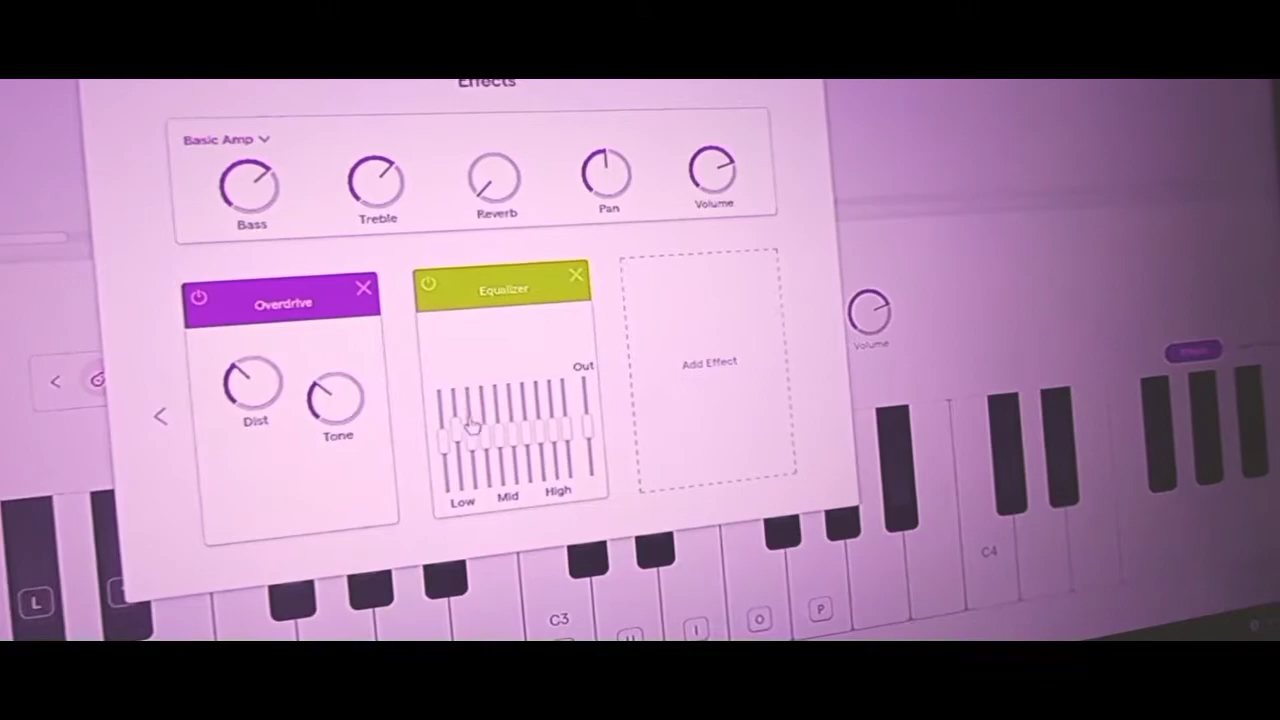 Effects
Basic Amp
Bass
Treble
Reverb
Pan
Volume
Overdrive
Equalizer
Out
Add Effect
Volume
Dist
Tone
Low
Mid
High
L
C4
C3
U
I
O
P